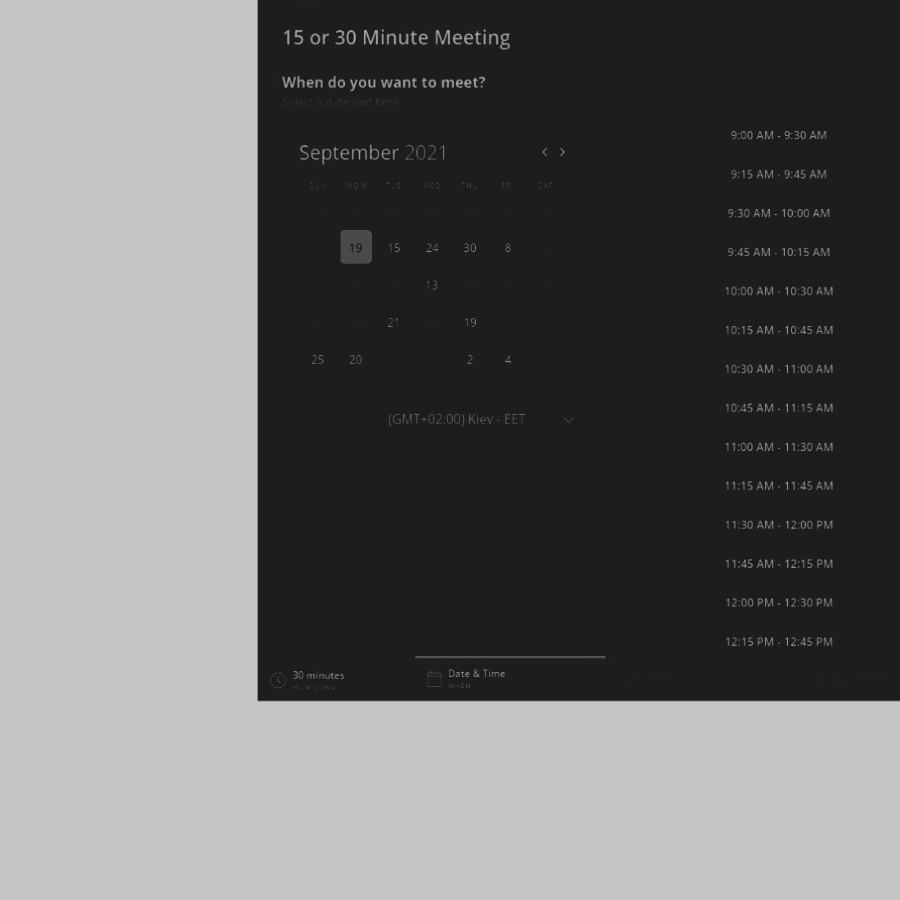 15 or 30 Minute Meeting
When do you want to meet?
Select a date and time
September 2021
SUN MON TUE WED THU FRI SAT
19 15 24 30 8
13
21 19
25 20 2 4
(GMT+02:00) Kiev - EET
9:00 AM - 9:30 AM
9:15 AM - 9:45 AM
9:30 AM - 10:00 AM
9:45 AM - 10:15 AM
10:00 AM - 10:30 AM
10:15 AM - 10:45 AM
10:30 AM - 11:00 AM
10:45 AM - 11:15 AM
11:00 AM - 11:30 AM
11:15 AM - 11:45 AM
11:30 AM - 12:00 PM
11:45 AM - 12:15 PM
12:00 PM - 12:30 PM
12:15 PM - 12:45 PM
30 minutes
HOW LONG
Date & Time
WHEN